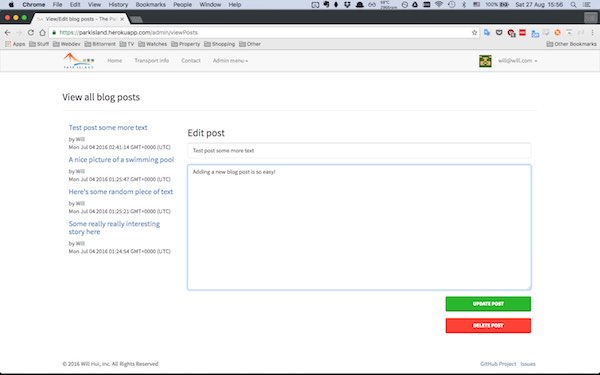 Chrome File Edit View History Bookmarks People Window Help
100% Sat 27 Aug 15:56
View/Edit blog posts - The P
https://parkisland.herokuapp.com/admin/viewPosts
Apps Stuff Webdev Bittorrent TV Watches Property Shopping Other Other Bookmarks
PARK ISLAND Home Transport info Contact Admin menu will@will.com
View all blog posts
Test post some more text
by Will
Mon Jul 04 2016 02:41:14 GMT+0000 (UTC)
A nice picture of a swimming pool
by Will
Mon Jul 04 2016 01:25:47 GMT+0000 (UTC)
Here's some random piece of text
by Will
Mon Jul 04 2016 01:25:21 GMT+0000 (UTC)
Some really really interesting
story here
by Will
Mon Jul 04 2016 01:24:54 GMT+0000 (UTC)
Edit post
Test post some more text
Adding a new blog post is so easy!
UPDATE POST
DELETE POST
© 2016 Will Hui, Inc. All Rights Reserved. GitHub Project Issues